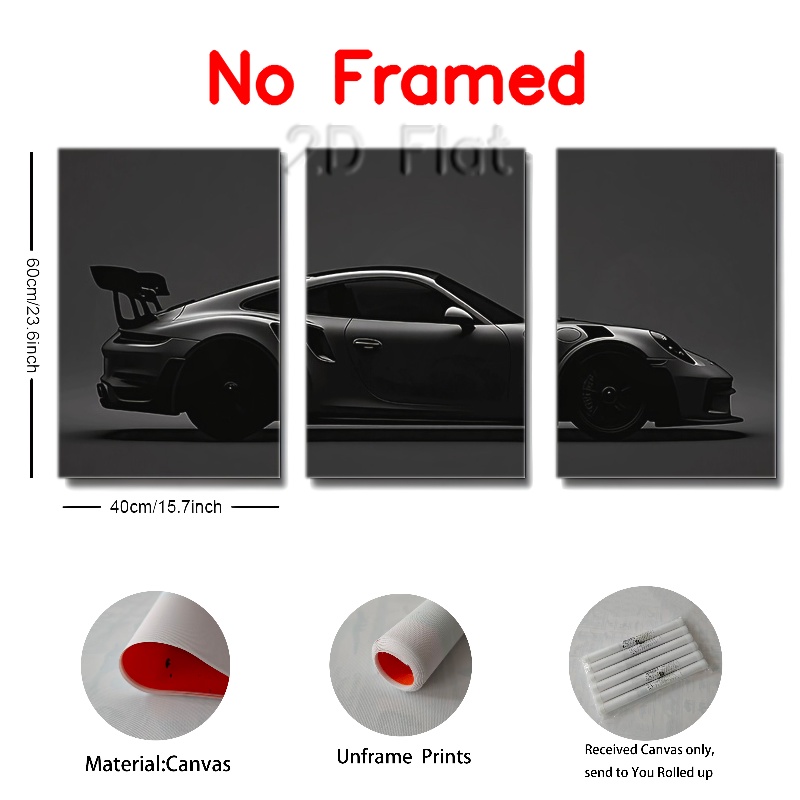 No Framed
2D Flat
60cm/23.6inch
40cm/15.7inch
Material:Canvas
Unframe Prints
Received Canvas only,
send to You Rolled up